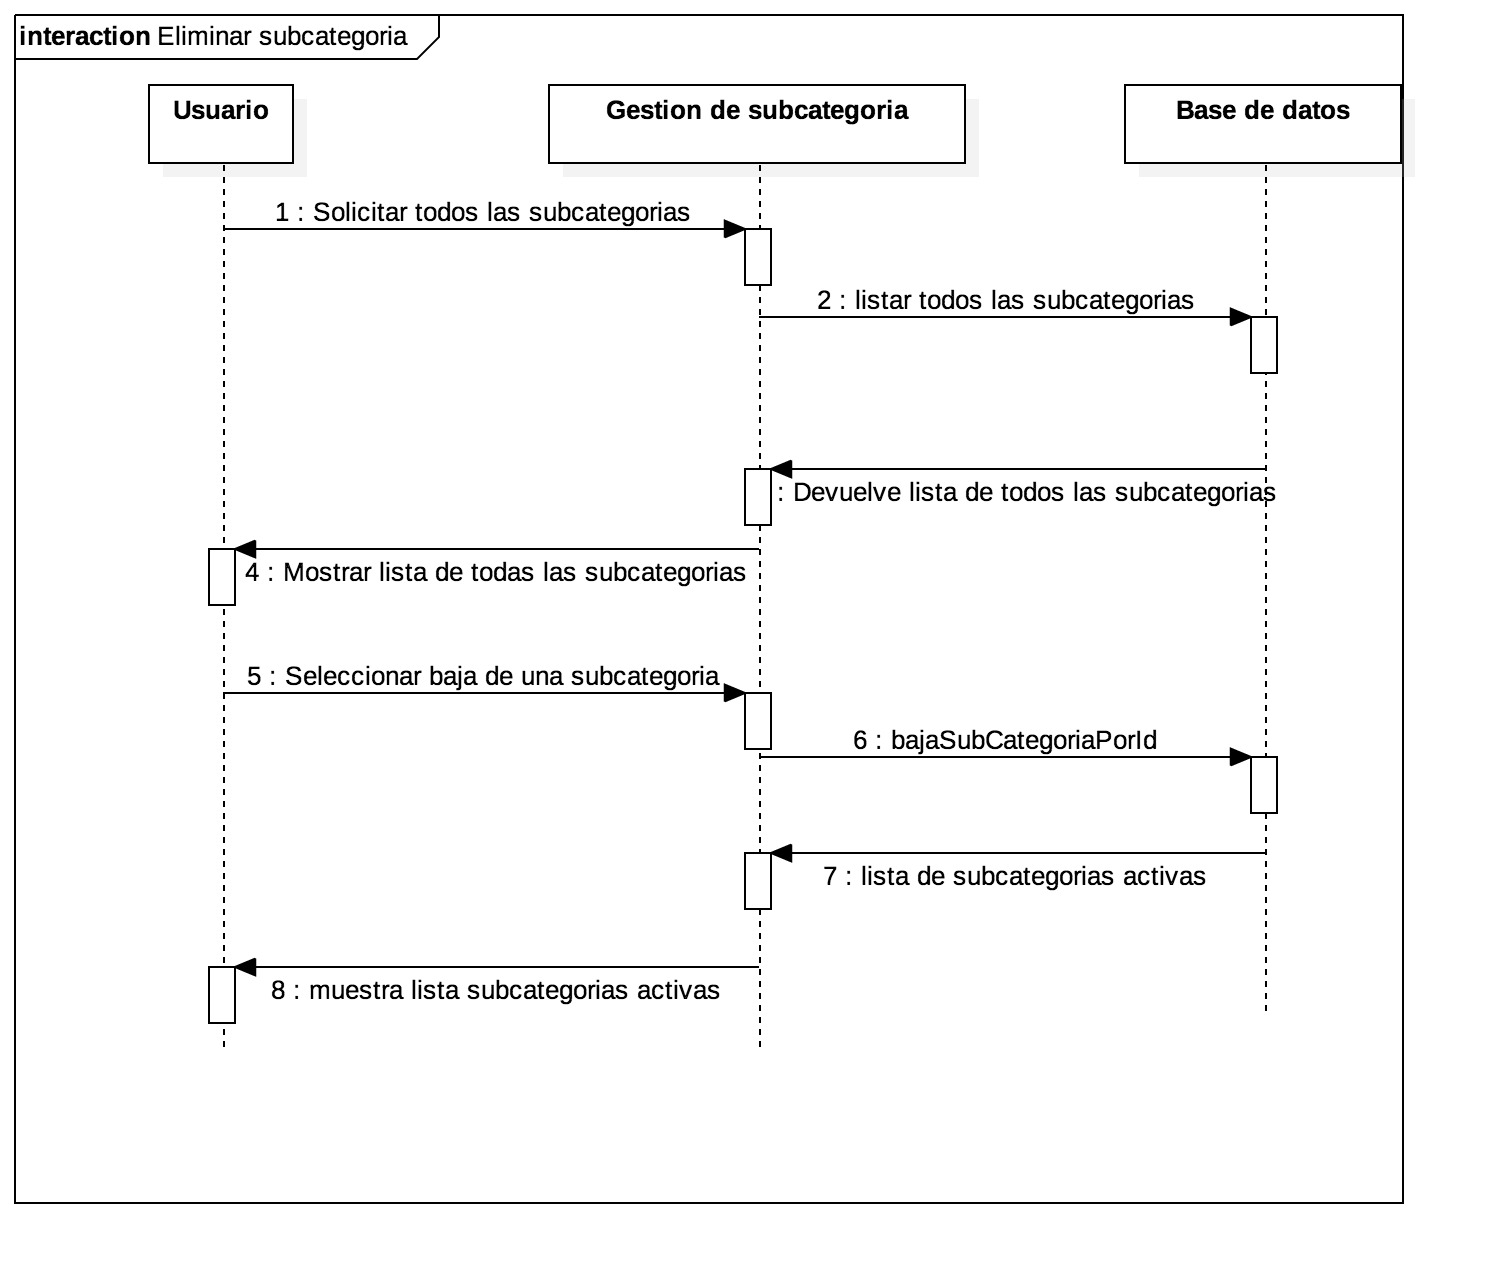 interaction Eliminar subcategoria
Usuario
Gestion de subcategoria
Base de datos
1 : Solicitar todos las subcategorias
2 : listar todos las subcategorias
: Devuelve lista de todos las subcategorias
4 : Mostrar lista de todas las subcategorias
5 : Seleccionar baja de una subcategoria
6 : bajaSubCategoriaPorId
7 : lista de subcategorias activas
8 : muestra lista subcategorias activas